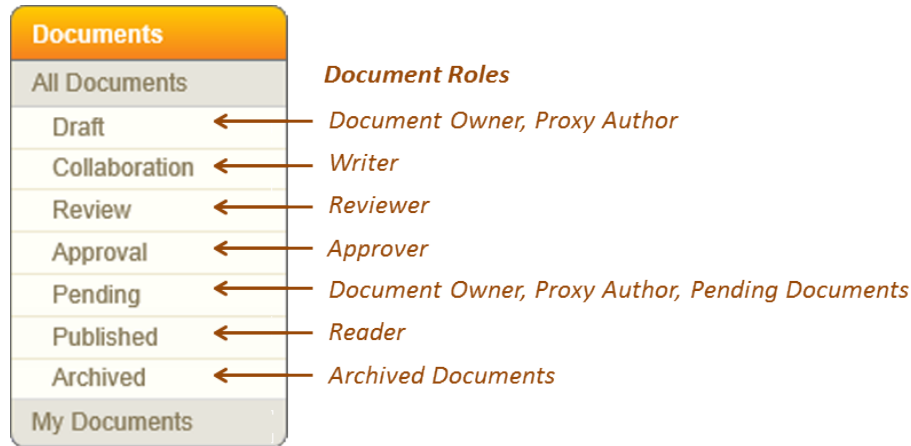 Documents
All Documents
Document Roles
Draft
Document Owner, Proxy Author
Collaboration
Writer
Review
Reviewer
Approval
Approver
Pending
Document Owner, Proxy Author, Pending Documents
Published
Reader
Archived
Archived Documents
My Documents